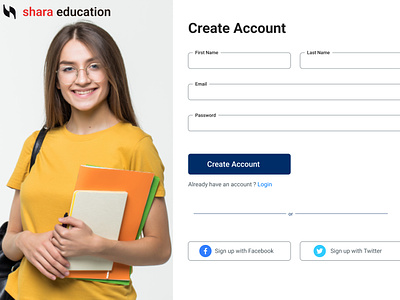 shara education
Create Account
First Name
Last Name
Email
Password
Create Account
Already have an account ? Login
or
Sign up with Facebook
Sign up with Twitter